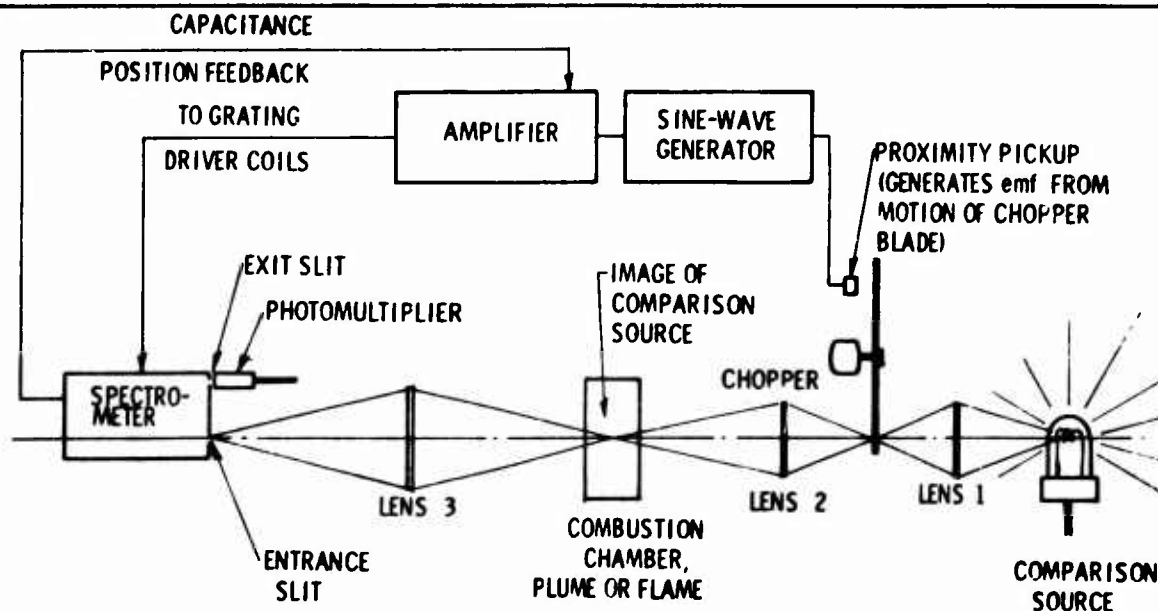 CAPACITANCE
POSITION FEEDBACK
TO GRATING
DRIVER COILS
AMPLIFIER
SINE-WAVE
GENERATOR
PROXIMITY PICKUP
(GENERATES emf FROM
MOTION OF CHOPPER
BLADE)
EXIT SLIT
PHOTOMULTIPLIER
IMAGE OF
COMPARISON
SOURCE
CHOPPER
SPECTRO-
METER
LENS 3
LENS 2
LENS 1
ENTRANCE
SLIT
COMBUSTION
CHAMBER,
PLUME OR FLAME
COMPARISON
SOURCE